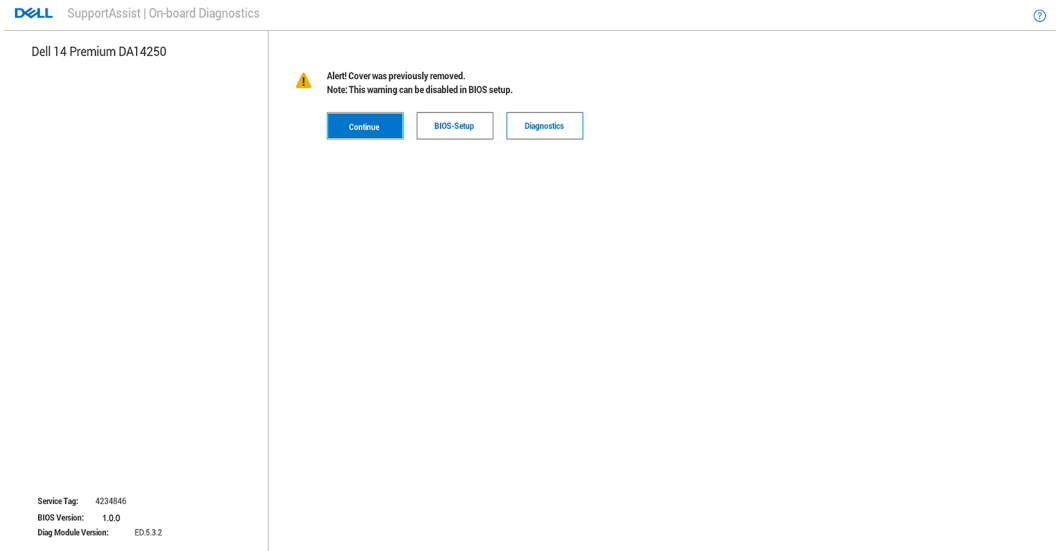 DELL SupportAssist | On-board Diagnostics
?
Dell 14 Premium DA14250
Alert! Cover was previously removed.
Note: This warning can be disabled in BIOS setup.
Continue BIOS-Setup Diagnostics
Service Tag: 4234846
BIOS Version: 1.0.0
Diag Module Version: ED.5.3.2